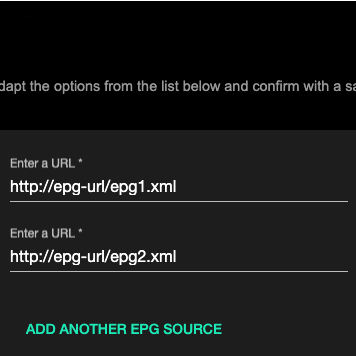 dapt the options from the list below and confirm with a sa
Enter a URL *
http://epg-url/epg1.xml
Enter a URL *
http://epg-url/epg2.xml
ADD ANOTHER EPG SOURCE